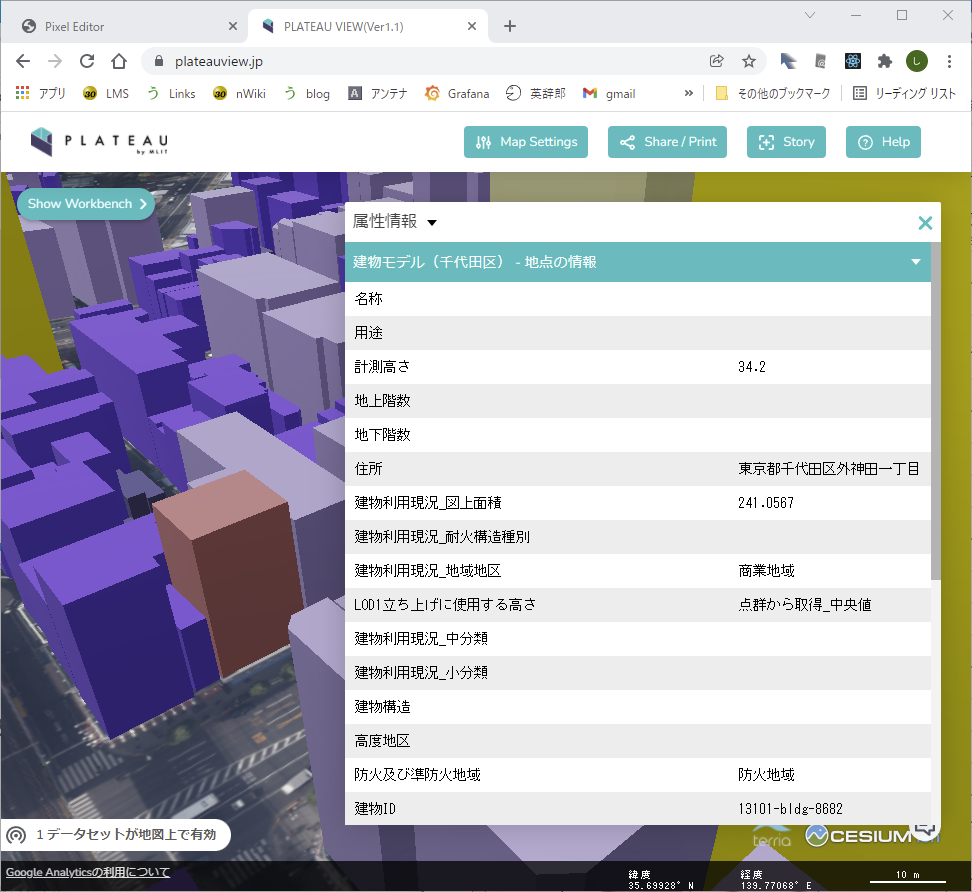 Pixel Editor
PLATEAU VIEW(Ver1.1)
plateauview.jp
アプリ
LMS
Links
nWiki
blog
アンテナ
Grafana
英辞郎
gmail
»
その他のブックマーク
リーディング リスト
PLATEAU
by MLIT
Map Settings
Share / Print
Story
Help
Show Workbench
属性情報
建物モデル（千代田区） - 地点の情報
名称
用途
計測高さ 34.2
地上階数
地下階数
住所 東京都千代田区外神田一丁目
建物利用現況_図上面積 241.0567
建物利用現況_耐火構造種別
建物利用現況_地域地区 商業地域
LOD1立ち上げに使用する高さ 点群から取得_中央値
建物利用現況_中分類
建物利用現況_小分類
建物構造
高度地区
防火及び準防火地域 防火地域
建物ID 13101-bldg-8682
1 データセットが地図上で有効
terria
CESIUM
Google Analyticsの利用について
緯度
35.69928° N
経度
139.77068° E
10 m